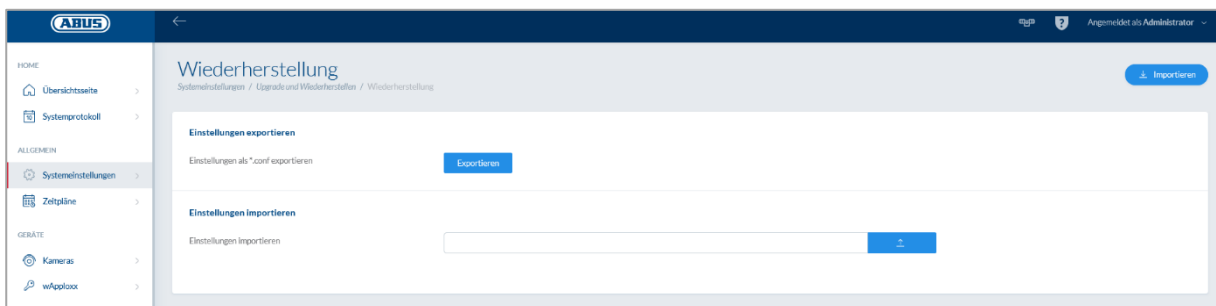 ABUS
Angemeldet als Administrator
HOME
Übersichtsseite
Systemprotokoll
ALLGEMEIN
Systemeinstellungen
Zeitpläne
GERÄTE
Kameras
wApploxx
Wiederherstellung
Systemeinstellungen / Upgrade und Wiederherstellen / Wiederherstellung
Importieren
Einstellungen exportieren
Einstellungen als *.conf exportieren
Exportieren
Einstellungen importieren
Einstellungen importieren